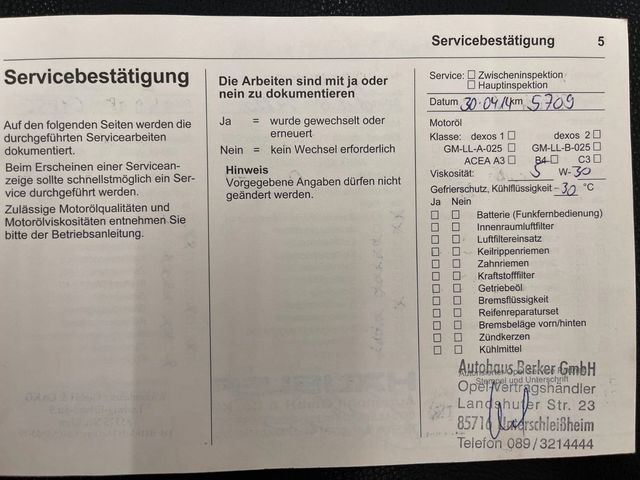 Servicebestätigung 5
Servicebestätigung
Auf den folgenden Seiten werden die
durchgeführten Servicearbeiten
dokumentiert.
Beim Erscheinen einer Servicean-
zeige sollte schnellstmöglich ein Ser-
vice durchgeführt werden.
Zulässige Motorölqualitäten und
Motorölviskositäten entnehmen Sie
bitte der Betriebsanleitung.
Die Arbeiten sind mit ja oder
nein zu dokumentieren
Ja = wurde gewechselt oder
erneuert
Nein = kein Wechsel erforderlich
Hinweis
Vorgegebene Angaben dürfen nicht
geändert werden.
Service: ☐ Zwischeninspektion
☐ Hauptinspektion
Datum 30.04.14 km 5709
Motoröl
Klasse: dexos 1 ☐ dexos 2 ☐
GM-LL-A-025 ☐ GM-LL-B-025 ☐
ACEA A3 ☐ B4 ☐ C3 ☐
Viskosität: 5 W-30
Gefrierschutz, Kühlflüssigkeit -30 °C
Ja Nein
☐ ☐ Batterie (Funkfernbedienung)
☐ ☐ Innenraumluftfilter
☐ ☐ Luftfiltereinsatz
☐ ☐ Keilrippenriemen
☐ ☐ Zahnriemen
☐ ☐ Kraftstofffilter
☐ ☐ Getriebeöl
☐ ☐ Bremsflüssigkeit
☐ ☐ Reifenreparaturset
☐ ☐ Bremsbeläge vorn/hinten
☐ ☐ Zündkerzen
☐ ☐ Kühlmittel
Autohaus Berker GmbH
Stempel und Unterschrift
Opel Vertragshändler
Landshuter Str. 23
85716 Unterschleißheim
Telefon 089/3214444